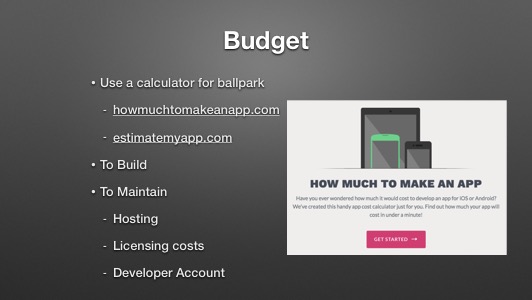 Budget
• Use a calculator for ballpark
- howmuchtomakeanapp.com
- estimatemyapp.com
• To Build
• To Maintain
- Hosting
- Licensing costs
- Developer Account
HOW MUCH TO MAKE AN APP
Have you ever wondered how much it would cost to develop an app for iOS or Android?
We've created this handy app cost calculator just for you. Find out how much your app will
cost in under a minute!
GET STARTED →